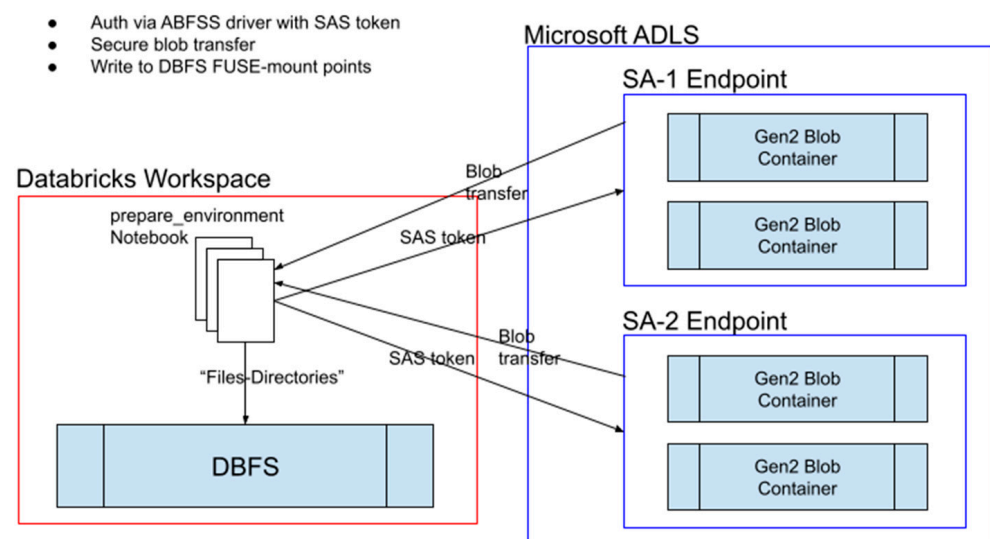 ● Auth via ABFSS driver with SAS token
● Secure blob transfer
● Write to DBFS FUSE-mount points
Microsoft ADLS
SA-1 Endpoint
Gen2 Blob
Container
Gen2 Blob
Container
Blob
transfer
SAS token
Databricks Workspace
prepare_environment
Notebook
SA-2 Endpoint
Gen2 Blob
Container
Gen2 Blob
Container
Blob
transfer
SAS token
“Files-Directories”
DBFS